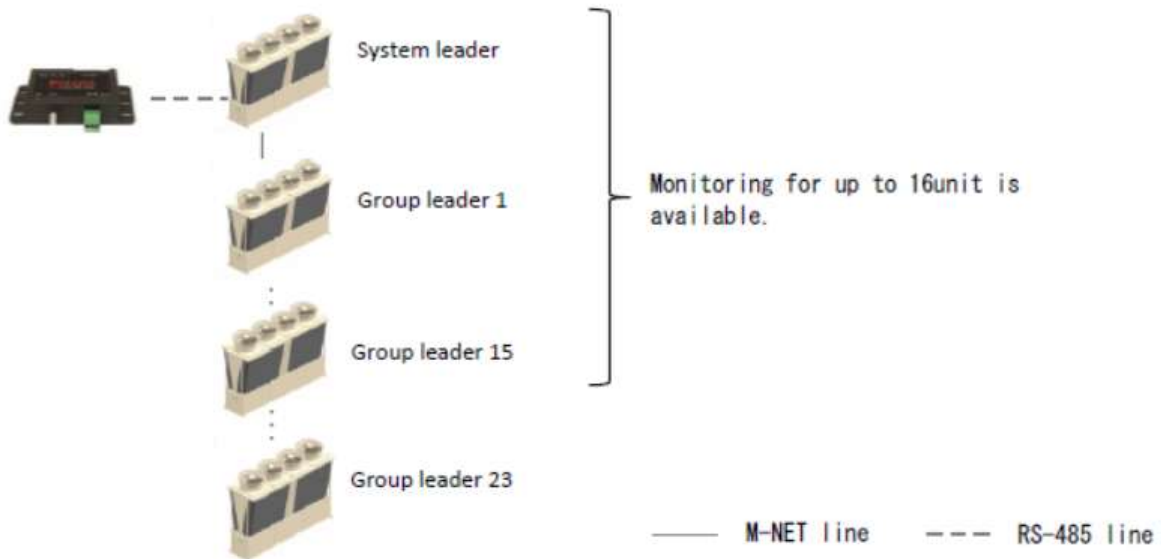 System leader
Group leader 1
Monitoring for up to 16unit is
available.
Group leader 15
Group leader 23
M-NET line
RS-485 line